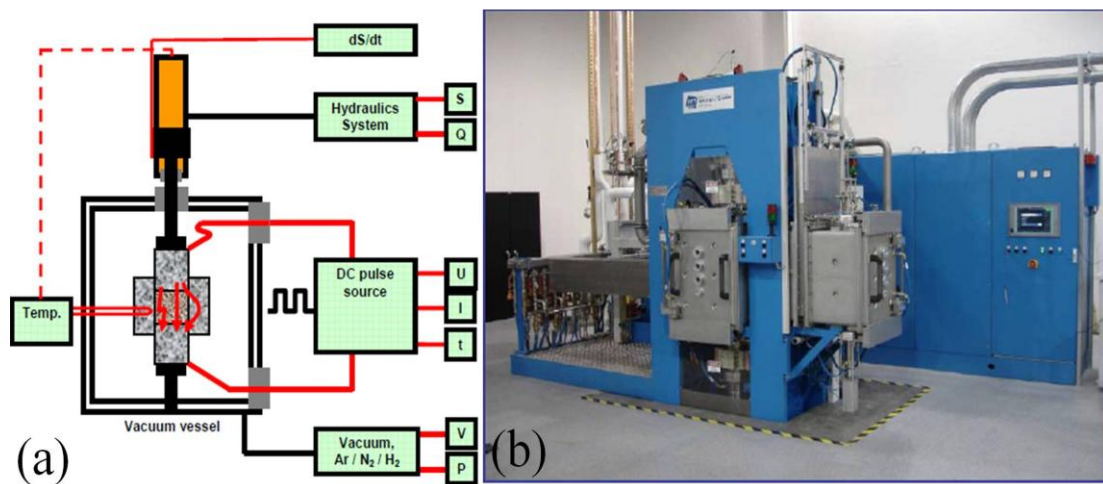 dS/dt
Hydraulics
System
S
Q
DC pulse
source
U
I
t
Temp.
Vacuum vessel
Vacuum,
Ar / N₂ / H₂
V
P
(a)
(b)